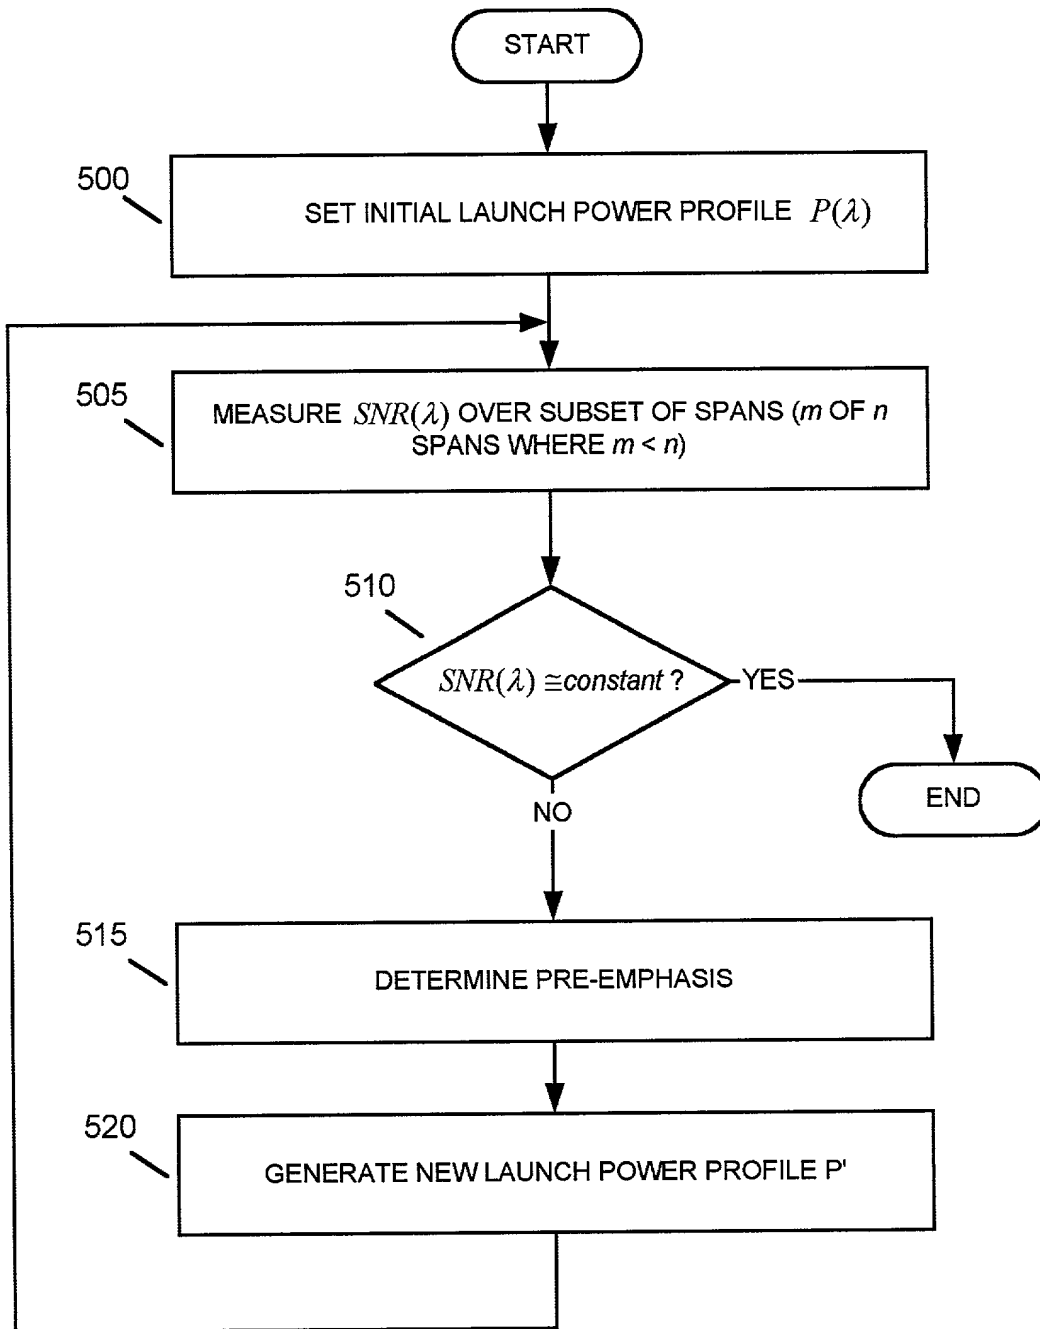 START
500
SET INITIAL LAUNCH POWER PROFILE P(λ)
505
MEASURE SNR(λ) OVER SUBSET OF SPANS (m OF n
SPANS WHERE m < n)
510
SNR(λ) ≅constant ?
YES
END
NO
515
DETERMINE PRE-EMPHASIS
520
GENERATE NEW LAUNCH POWER PROFILE P'